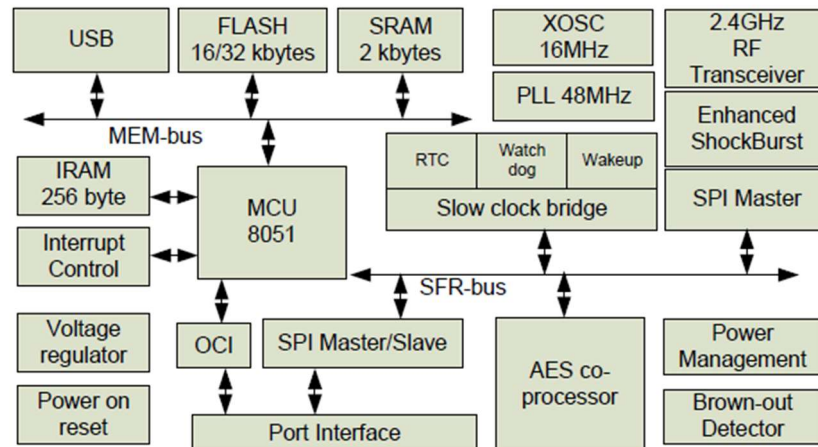 USB
FLASH
16/32 kbytes
SRAM
2 kbytes
XOSC
16MHz
2.4GHz
RF
Transceiver
PLL 48MHz
Enhanced
ShockBurst
MEM-bus
RTC
Watch
dog
Wakeup
IRAM
256 byte
MCU
8051
Slow clock bridge
SPI Master
Interrupt
Control
SFR-bus
Voltage
regulator
OCI
SPI Master/Slave
AES co-
processor
Power
Management
Power on
reset
Port Interface
Brown-out
Detector